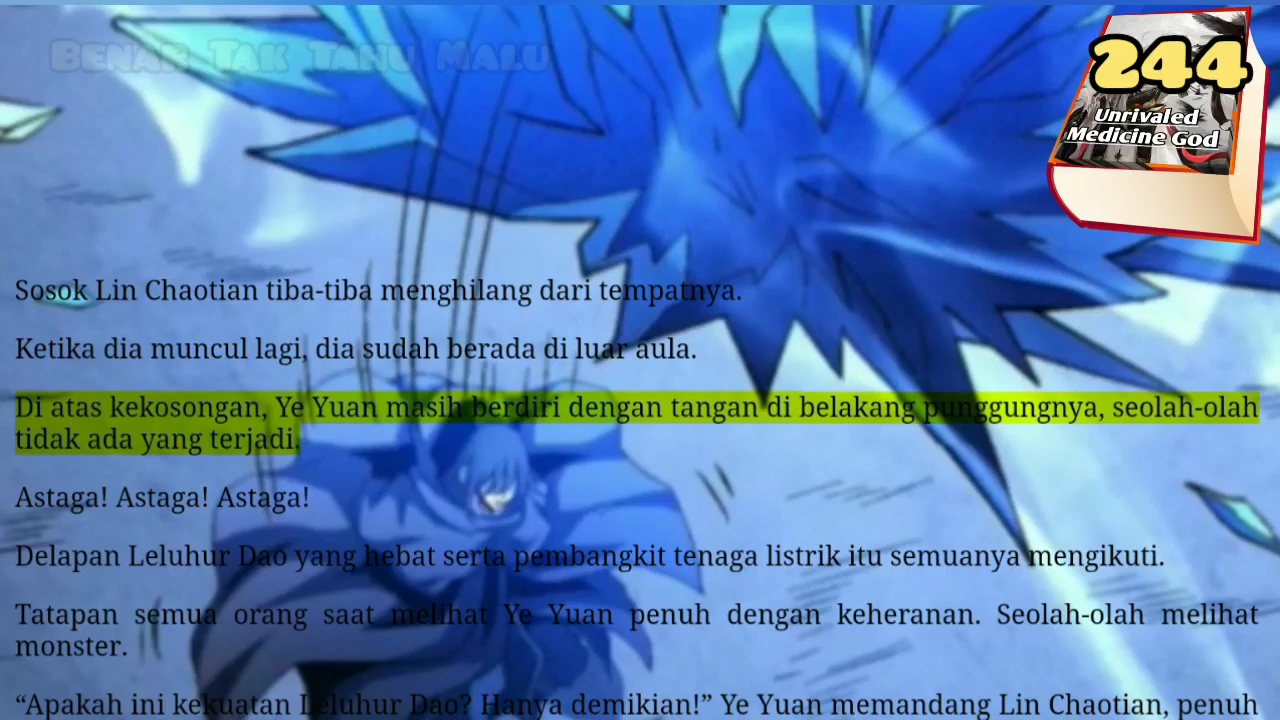 Benar Tak Tahu Malu
244
Unrivaled
Medicine God
Sosok Lin Chaotian tiba-tiba menghilang dari tempatnya.
Ketika dia muncul lagi, dia sudah berada di luar aula.
Di atas kekosongan, Ye Yuan masih berdiri dengan tangan di belakang punggungnya, seolah-olah
tidak ada yang terjadi.
Astaga! Astaga! Astaga!
Delapan Leluhur Dao yang hebat serta pembangkit tenaga listrik itu semuanya mengikuti.
Tatapan semua orang saat melihat Ye Yuan penuh dengan keheranan. Seolah-olah melihat
monster.
“Apakah ini kekuatan Leluhur Dao? Hanya demikian!” Ye Yuan memandang Lin Chaotian, penuh